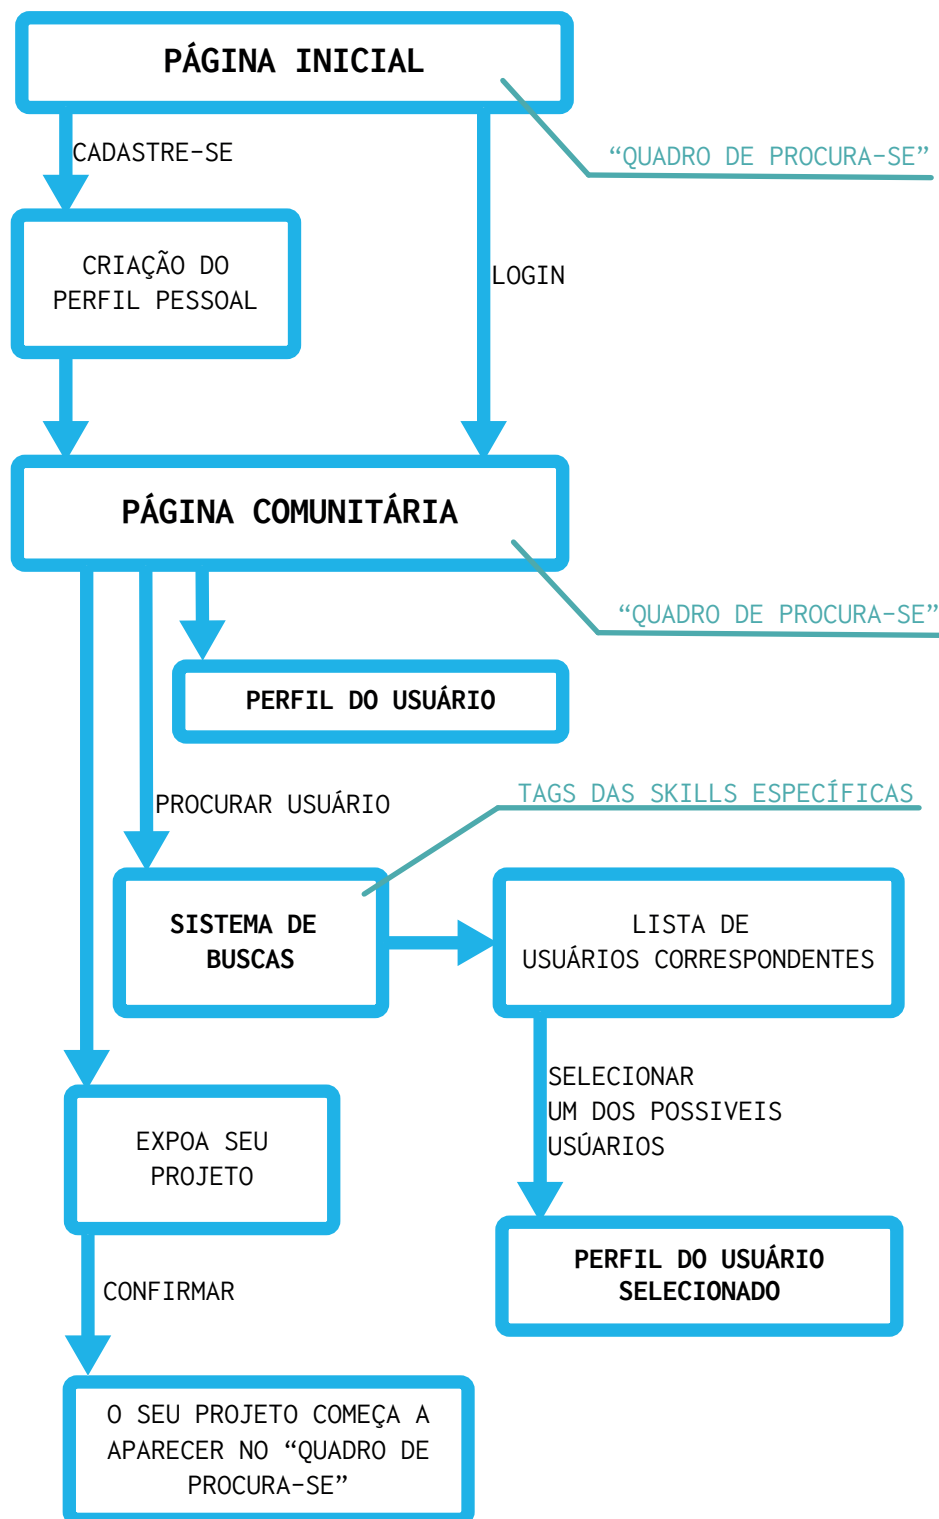 PÁGINA INICIAL
CADASTRE-SE
“QUADRO DE PROCURA-SE”
CRIAÇÃO DO
PERFIL PESSOAL
LOGIN
PÁGINA COMUNITÁRIA
“QUADRO DE PROCURA-SE”
PERFIL DO USUÁRIO
PROCURAR USUÁRIO
TAGS DAS SKILLS ESPECÍFICAS
SISTEMA DE
BUSCAS
LISTA DE
USUÁRIOS CORRESPONDENTES
SELECIONAR
UM DOS POSSIVEIS
USÚARIOS
EXPOA SEU
PROJETO
PERFIL DO USUÁRIO
SELECIONADO
CONFIRMAR
O SEU PROJETO COMEÇA A
APARECER NO “QUADRO DE
PROCURA-SE”